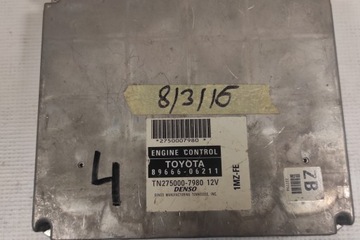 8/3/16
*2750007980*
ENGINE CONTROL
TOYOTA
89666-06211
TN275000-7980 12V
DENSO
1MZ-FE
ZB
4